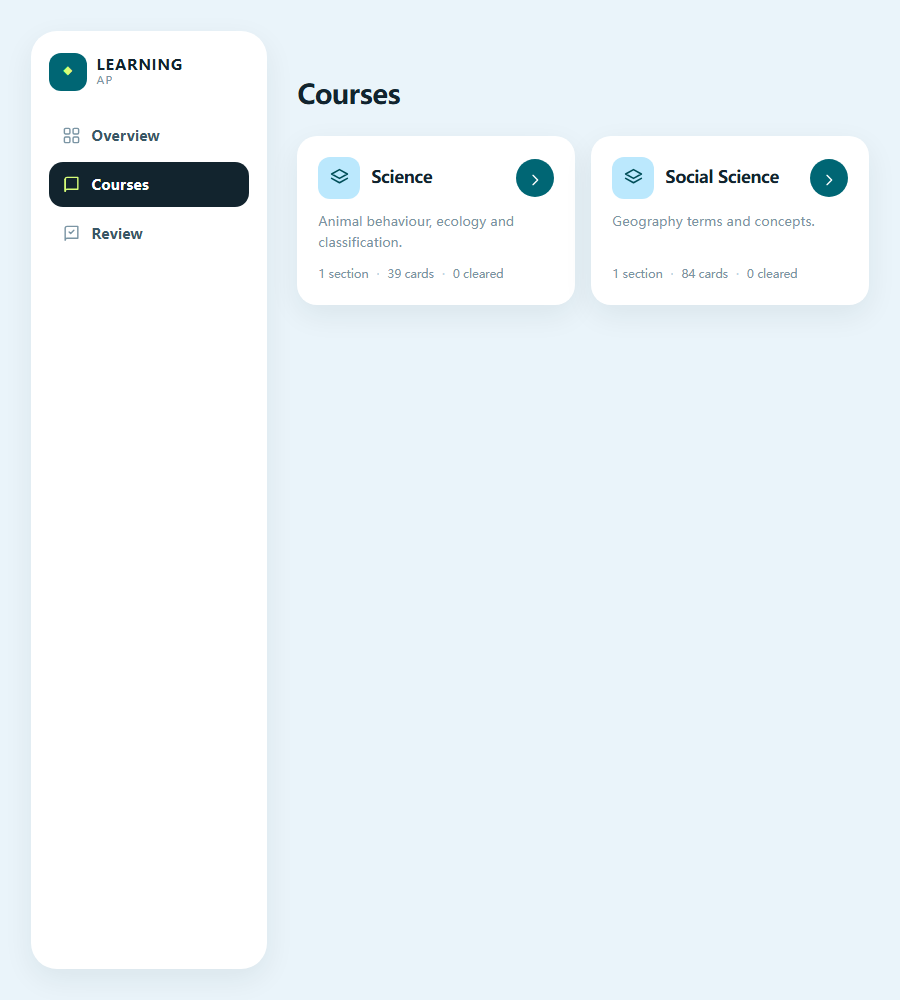 LEARNING
AP
Overview
Courses
Review
Courses
Science
Animal behaviour, ecology and
classification.
1 section · 39 cards · 0 cleared
Social Science
Geography terms and concepts.
1 section · 84 cards · 0 cleared